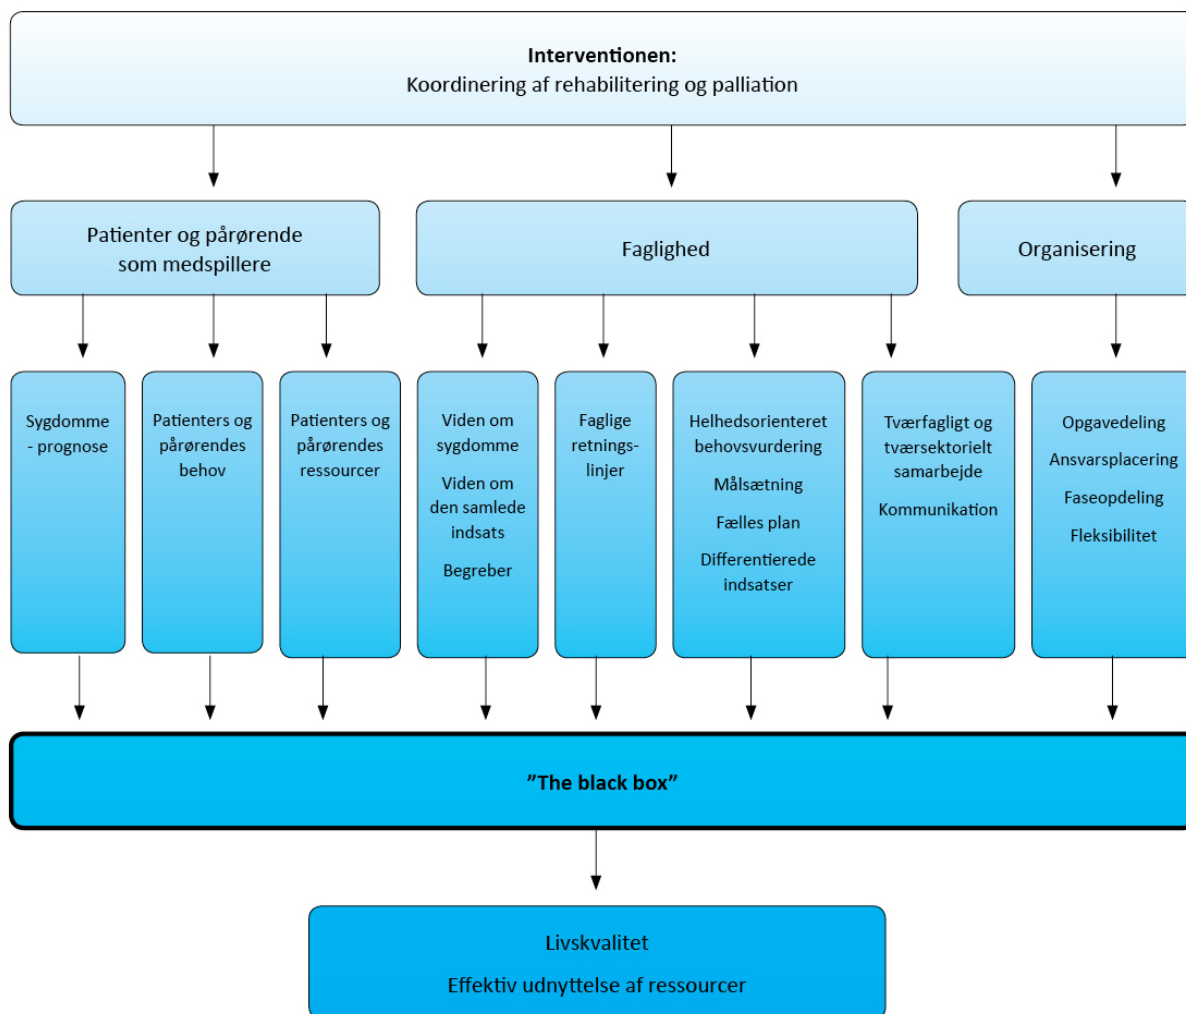 Interventionen:
Koordinering af rehabilitering og palliation
Patienter og pårørende
som medspillere
Faglighed
Organisering
Sygdomme
- prognose
Patienters og
pårørendes
behov
Patienters og
pårørendes
ressourcer
Viden om
sygdomme
Viden om
den samlede
indsats
Begreber
Faglige
retnings-
linjer
Helhedsorienteret
behovsvurdering
Målsætning
Fælles plan
Differentierede
indsatser
Tværfagligt og
tværsektorielt
samarbejde
Kommunikation
Opgavedeling
Ansvarsplacering
Faseopdeling
Fleksibilitet
”The black box”
Livskvalitet
Effektiv udnyttelse af ressourcer